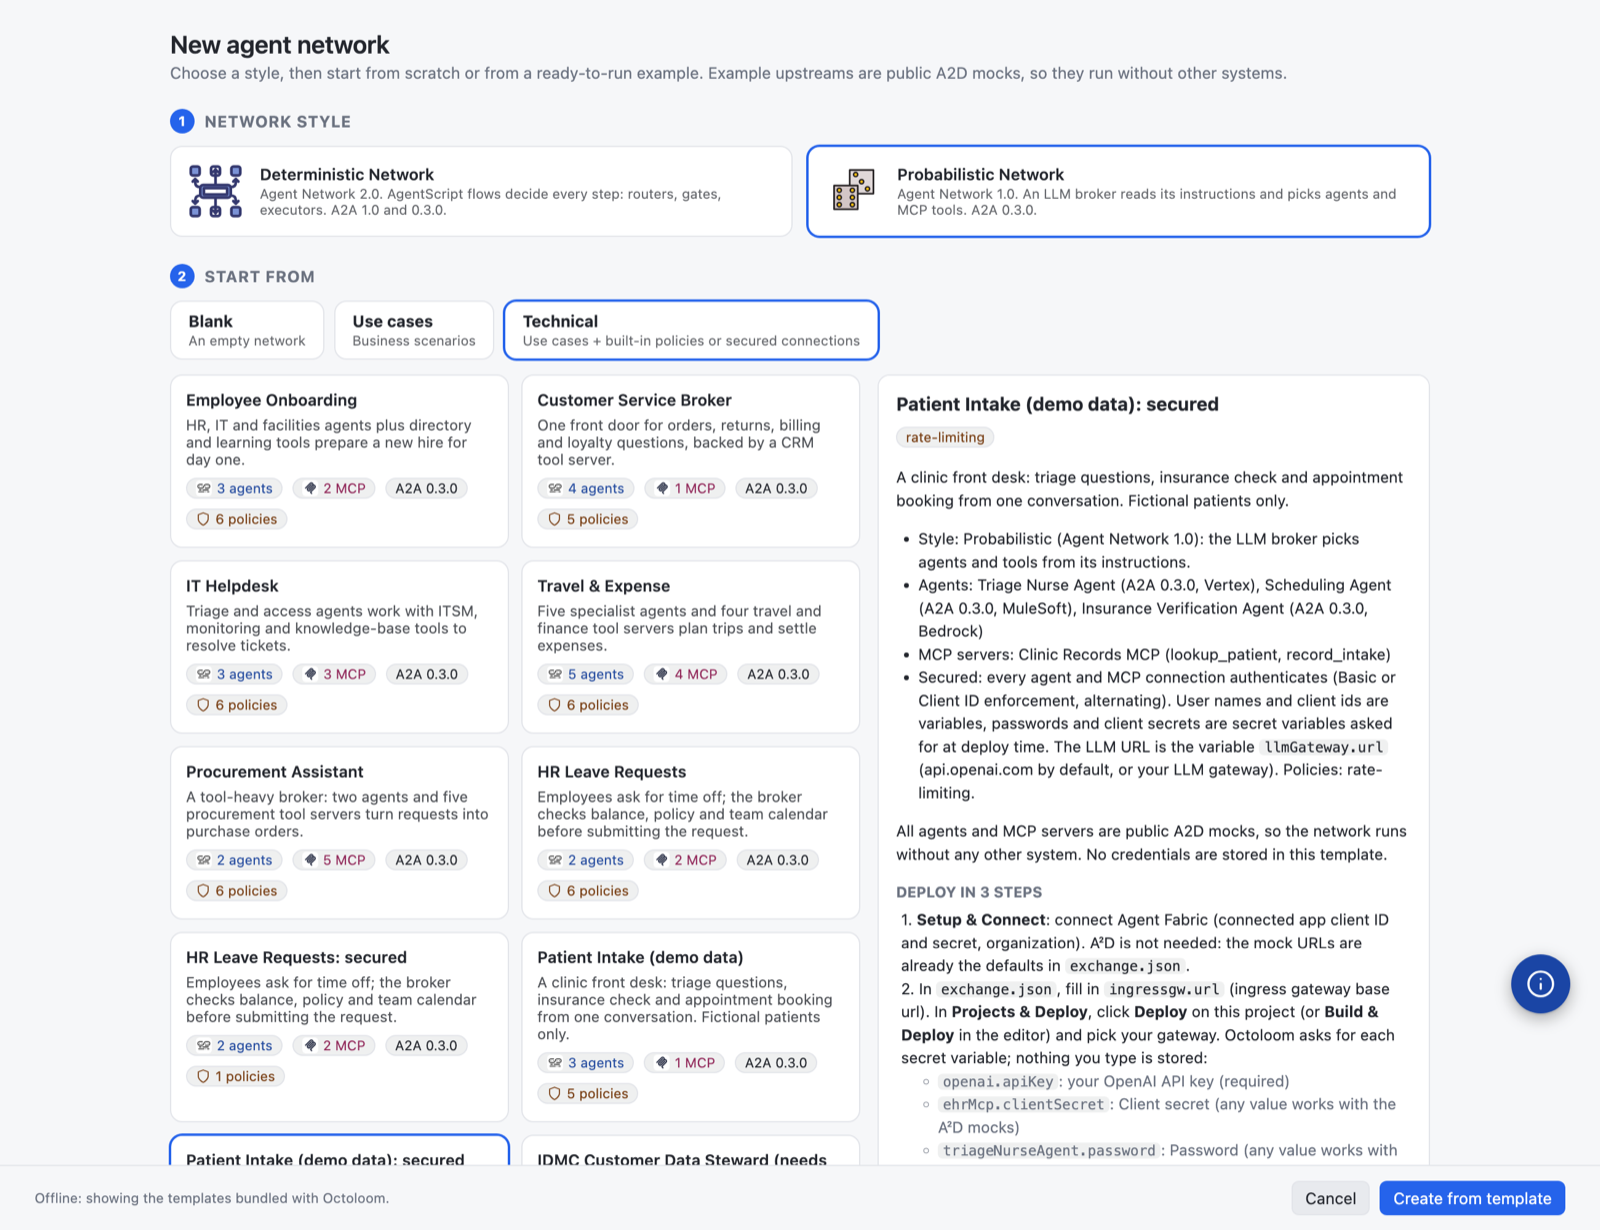 New agent network
Choose a style, then start from scratch or from a ready-to-run example. Example upstreams are public A2D mocks, so they run without other systems.
1 NETWORK STYLE
Deterministic Network
Agent Network 2.0. AgentScript flows decide every step: routers, gates,
executors. A2A 1.0 and 0.3.0.
Probabilistic Network
Agent Network 1.0. An LLM broker reads its instructions and picks agents and
MCP tools. A2A 0.3.0.
2 START FROM
Blank
An empty network
Use cases
Business scenarios
Technical
Use cases + built-in policies or secured connections
Employee Onboarding
HR, IT and facilities agents plus directory
and learning tools prepare a new hire for
day one.
3 agents 2 MCP A2A 0.3.0
6 policies
Customer Service Broker
One front door for orders, returns, billing
and loyalty questions, backed by a CRM
tool server.
4 agents 1 MCP A2A 0.3.0
5 policies
IT Helpdesk
Triage and access agents work with ITSM,
monitoring and knowledge-base tools to
resolve tickets.
3 agents 3 MCP A2A 0.3.0
6 policies
Travel & Expense
Five specialist agents and four travel and
finance tool servers plan trips and settle
expenses.
5 agents 4 MCP A2A 0.3.0
6 policies
Procurement Assistant
A tool-heavy broker: two agents and five
procurement tool servers turn requests into
purchase orders.
2 agents 5 MCP A2A 0.3.0
6 policies
HR Leave Requests
Employees ask for time off; the broker
checks balance, policy and team calendar
before submitting the request.
2 agents 2 MCP A2A 0.3.0
6 policies
HR Leave Requests: secured
Employees ask for time off; the broker
checks balance, policy and team calendar
before submitting the request.
2 agents 2 MCP A2A 0.3.0
1 policies
Patient Intake (demo data)
A clinic front desk: triage questions,
insurance check and appointment booking
from one conversation. Fictional patients
only.
3 agents 1 MCP A2A 0.3.0
5 policies
Patient Intake (demo data): secured
IDMC Customer Data Steward (needs
Patient Intake (demo data): secured
rate-limiting
A clinic front desk: triage questions, insurance check and appointment
booking from one conversation. Fictional patients only.
• Style: Probabilistic (Agent Network 1.0): the LLM broker picks
agents and tools from its instructions.
• Agents: Triage Nurse Agent (A2A 0.3.0, Vertex), Scheduling Agent
(A2A 0.3.0, MuleSoft), Insurance Verification Agent (A2A 0.3.0,
Bedrock)
• MCP servers: Clinic Records MCP (lookup_patient, record_intake)
• Secured: every agent and MCP connection authenticates (Basic or
Client ID enforcement, alternating). User names and client ids are
variables, passwords and client secrets are secret variables asked
for at deploy time. The LLM URL is the variable llmGateway.url
(api.openai.com by default, or your LLM gateway). Policies: rate-
limiting.
All agents and MCP servers are public A2D mocks, so the network runs
without any other system. No credentials are stored in this template.
DEPLOY IN 3 STEPS
1. Setup & Connect: connect Agent Fabric (connected app client ID
and secret, organization). A²D is not needed: the mock URLs are
already the defaults in exchange.json.
2. In exchange.json, fill in ingressgw.url (ingress gateway base
url). In Projects & Deploy, click Deploy on this project (or Build &
Deploy in the editor) and pick your gateway. Octoloom asks for each
secret variable; nothing you type is stored:
◦ openai.apiKey: your OpenAI API key (required)
◦ ehrMcp.clientSecret: Client secret (any value works with the
A²D mocks)
◦ triageNurseAgent.password: Password (any value works with
Offline: showing the templates bundled with Octoloom.
Cancel
Create from template